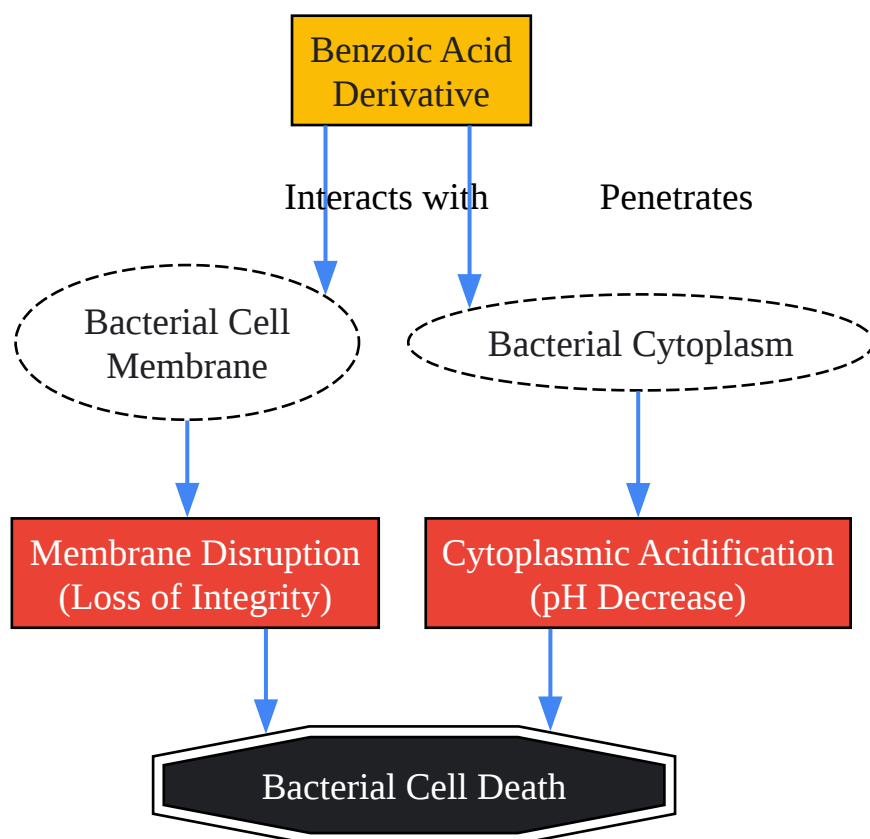 Benzoic Acid
Derivative
Interacts with
Penetrates
Bacterial Cell
Membrane
Bacterial Cytoplasm
Membrane Disruption
(Loss of Integrity)
Cytoplasmic Acidification
(pH Decrease)
Bacterial Cell Death